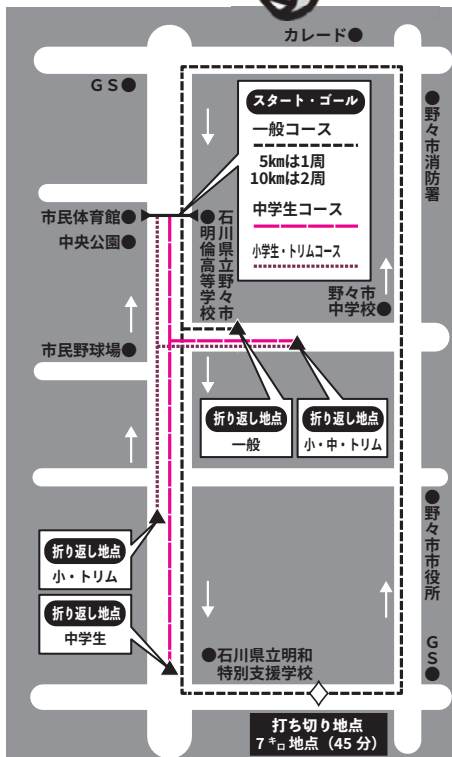 カレード●
GS●
スタート・ゴール
一般コース
5kmは1周
10kmは2周
中学生コース
小学生・トリムコース
●野々市消防署
市民体育館●
中央公園●
●石川県立野々市
明倫高等学校
野々市
中学校●
市民野球場●
折り返し地点
一般
折り返し地点
小・中・トリム
●野々市市役所
折り返し地点
小・トリム
折り返し地点
中学生
●石川県立明和
特別支援学校
GS●
打ち切り地点
7㌔地点（45分）